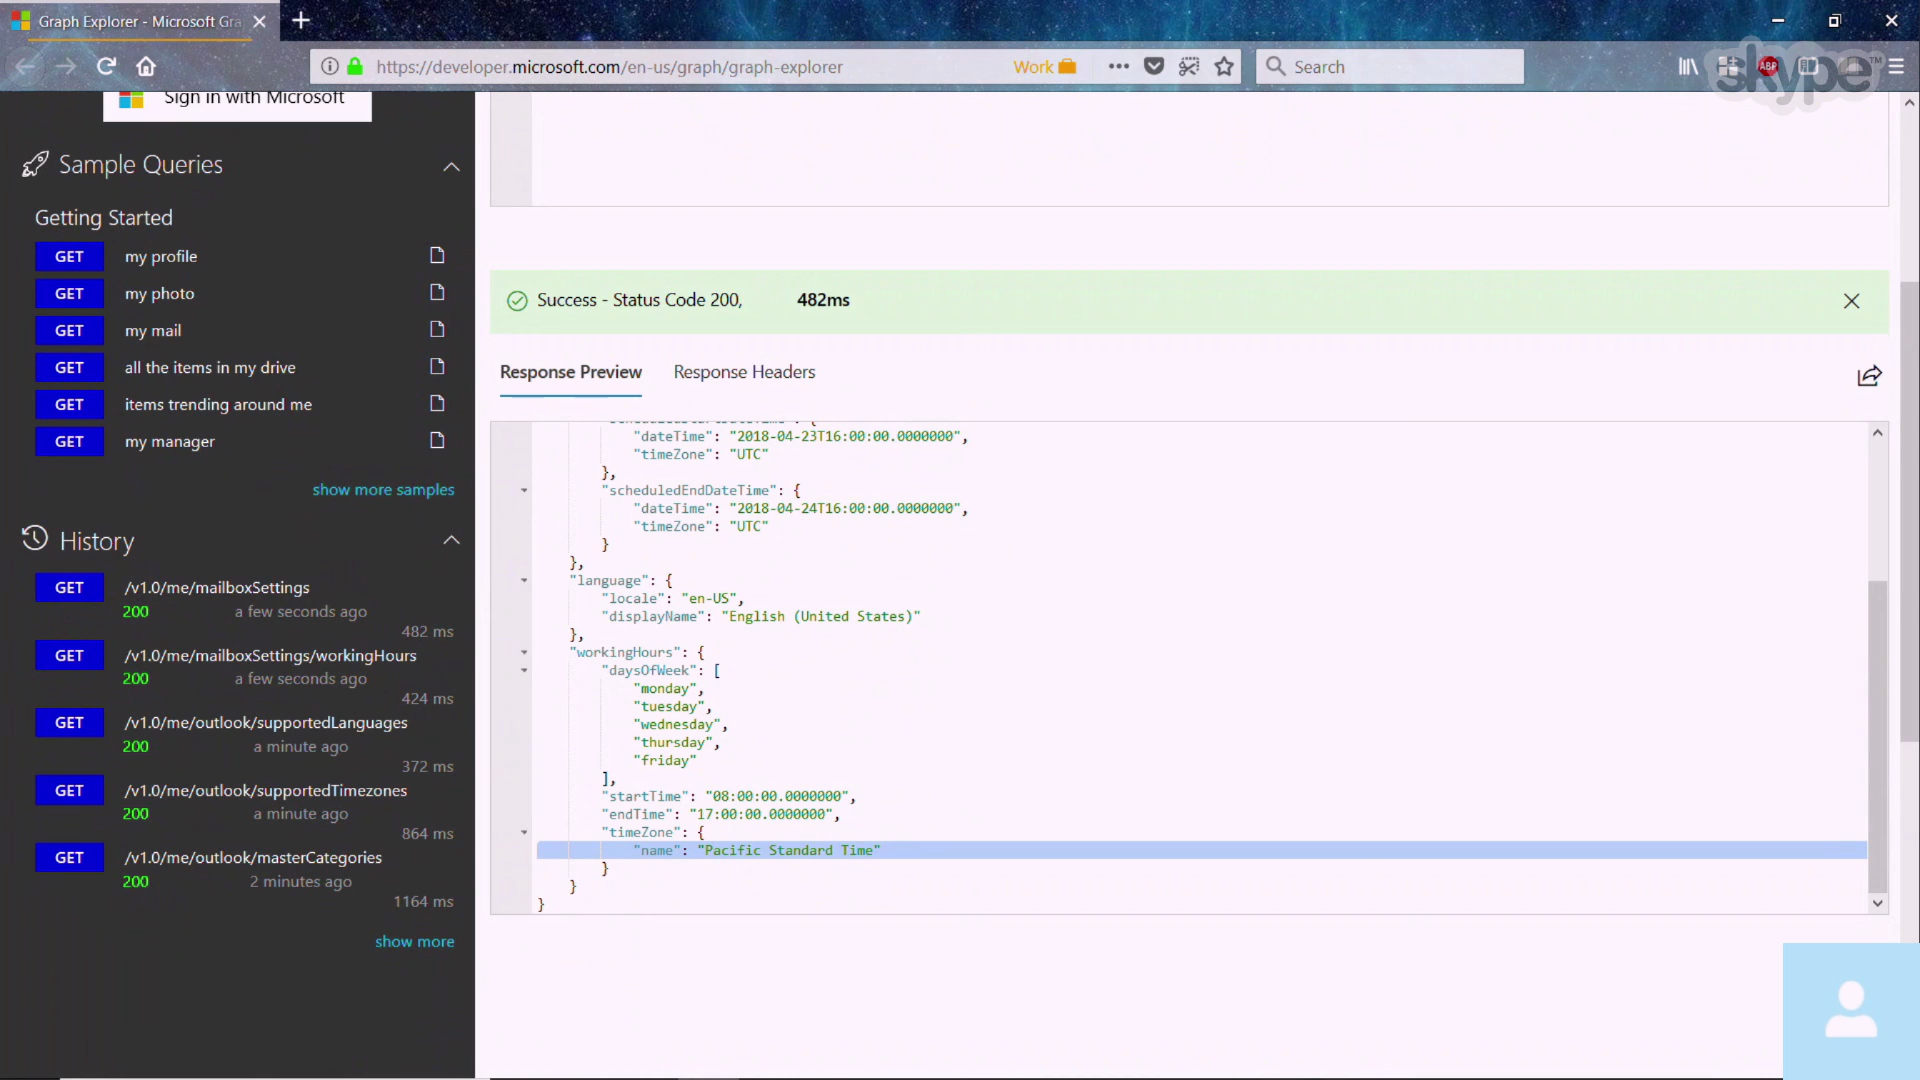 Graph Explorer - Microsoft Gra
https://developer.microsoft.com/en-us/graph/graph-explorer
Work
Search
ABP
skype™
Sign in with Microsoft
Sample Queries
Getting Started
GET my profile
GET my photo
GET my mail
GET all the items in my drive
GET items trending around me
GET my manager
show more samples
History
GET /v1.0/me/mailboxSettings
200 a few seconds ago
482 ms
GET /v1.0/me/mailboxSettings/workingHours
200 a few seconds ago
424 ms
GET /v1.0/me/outlook/supportedLanguages
200 a minute ago
372 ms
GET /v1.0/me/outlook/supportedTimezones
200 a minute ago
864 ms
GET /v1.0/me/outlook/masterCategories
200 2 minutes ago
1164 ms
show more
Success - Status Code 200, 482ms
Response Preview Response Headers
"dateTime": "2018-04-23T16:00:00.0000000",
"timeZone": "UTC"
},
"scheduledEndDateTime": {
"dateTime": "2018-04-24T16:00:00.0000000",
"timeZone": "UTC"
}
},
"language": {
"locale": "en-US",
"displayName": "English (United States)"
},
"workingHours": {
"daysOfWeek": [
"monday",
"tuesday",
"wednesday",
"thursday",
"friday"
],
"startTime": "08:00:00.0000000",
"endTime": "17:00:00.0000000",
"timeZone": {
"name": "Pacific Standard Time"
}
}
}